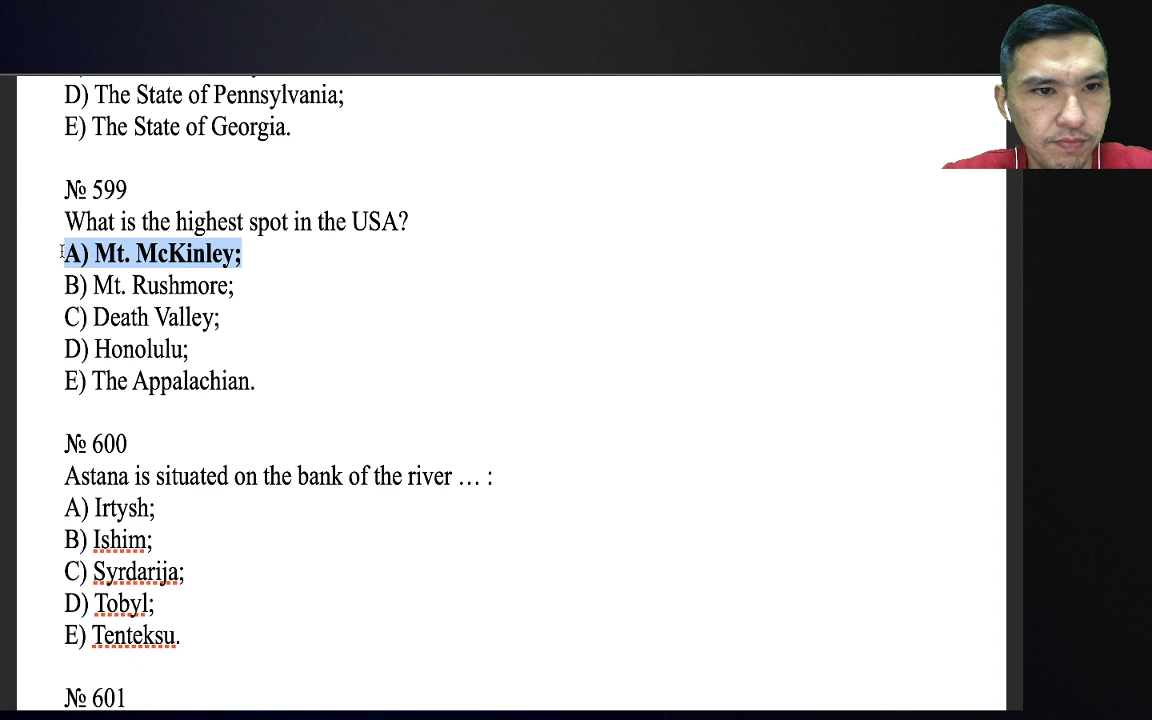 D) The State of Pennsylvania;
E) The State of Georgia.
№ 599
What is the highest spot in the USA?
A) Mt. McKinley;
B) Mt. Rushmore;
C) Death Valley;
D) Honolulu;
E) The Appalachian.
№ 600
Astana is situated on the bank of the river … :
A) Irtysh;
B) Ishim;
C) Syrdarija;
D) Tobyl;
E) Tenteksu.
№ 601